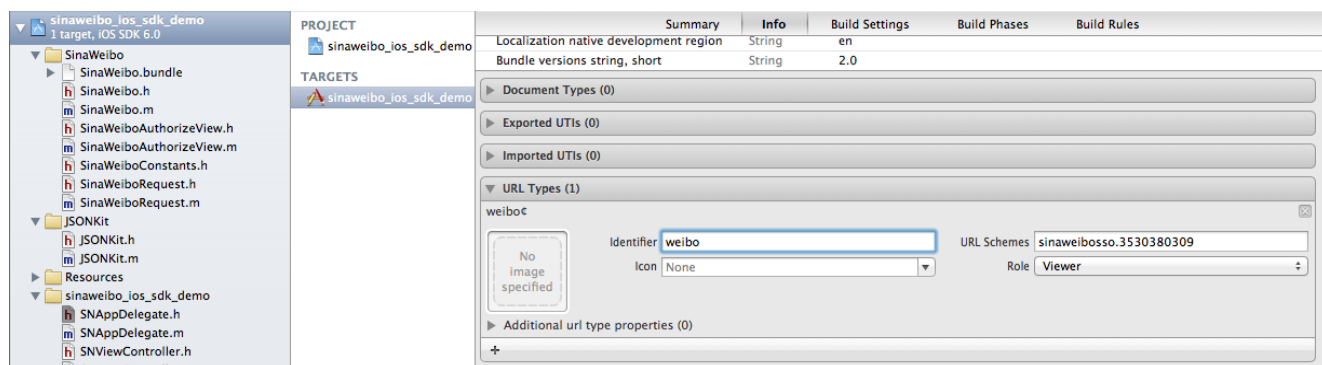 sinaweibo_ios_sdk_demo
1 target, iOS SDK 6.0
SinaWeibo
SinaWeibo.bundle
h SinaWeibo.h
m SinaWeibo.m
h SinaWeiboAuthorizeView.h
m SinaWeiboAuthorizeView.m
h SinaWeiboConstants.h
h SinaWeiboRequest.h
m SinaWeiboRequest.m
JSONKit
h JSONKit.h
m JSONKit.m
Resources
sinaweibo_ios_sdk_demo
h SNAppDelegate.h
m SNAppDelegate.m
h SNViewController.h
PROJECT
sinaweibo_ios_sdk_demo
TARGETS
sinaweibo_ios_sdk_demo
Summary Info Build Settings Build Phases Build Rules
Localization native development region String en
Bundle versions string, short String 2.0
Document Types (0)
Exported UTIs (0)
Imported UTIs (0)
URL Types (1)
weibo¢
No
image
specified
Identifier weibo URL Schemes sinaweibosso.3530380309
Icon None Role Viewer
Additional url type properties (0)
+